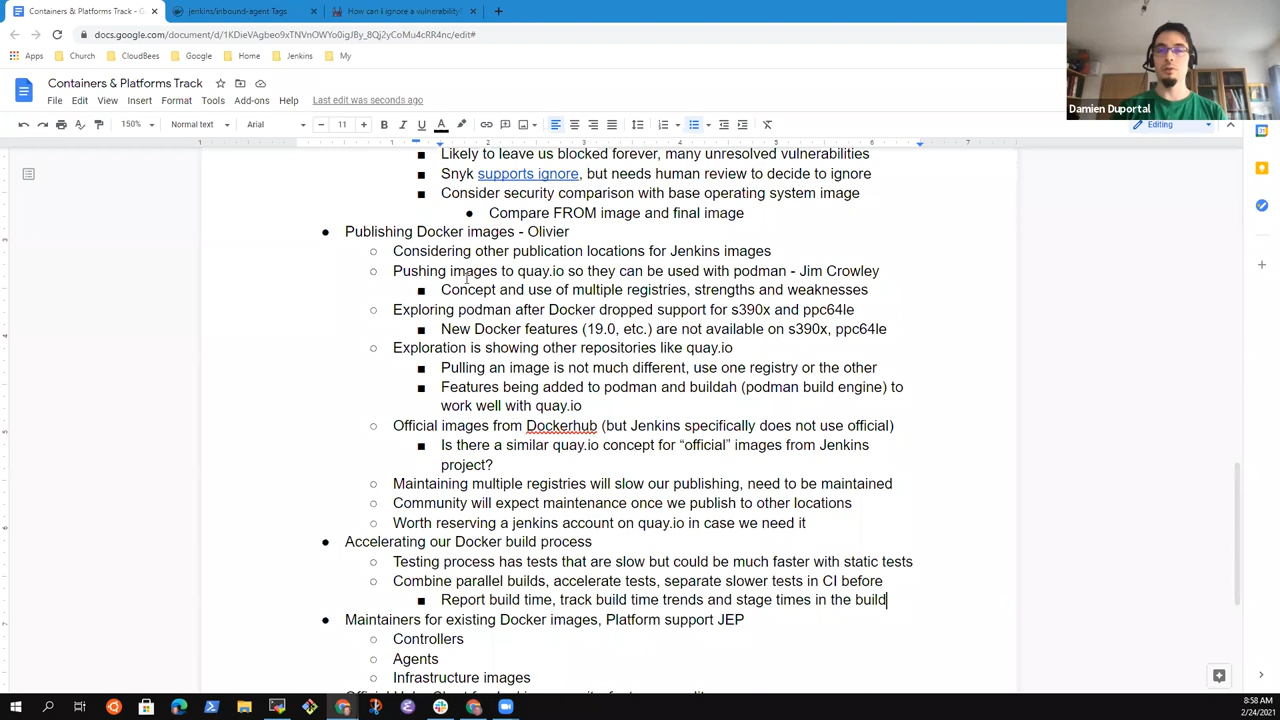 Containers & Platforms Track - G
jenkins/inbound-agent Tags
How can i ignore a vulnerability?
docs.google.com/document/d/1KDieVAgbeo9xTNVnOWYo0igJ8y_8Qj2yCoMu4cRR4nc/edit#
Apps
Church
CloudBees
Google
Home
Jenkins
My
Containers & Platforms Track
File
Edit
View
Insert
Format
Tools
Add-ons
Help
Last edit was seconds ago
Damien Duportal
150%
Normal text
Arial
11
Editing
Likely to leave us blocked forever, many unresolved vulnerabilities
Snyk supports ignore, but needs human review to decide to ignore
Consider security comparison with base operating system image
Compare FROM image and final image
Publishing Docker images - Olivier
Considering other publication locations for Jenkins images
Pushing images to quay.io so they can be used with podman - Jim Crowley
Concept and use of multiple registries, strengths and weaknesses
Exploring podman after Docker dropped support for s390x and ppc64le
New Docker features (19.0, etc.) are not available on s390x, ppc64le
Exploration is showing other repositories like quay.io
Pulling an image is not much different, use one registry or the other
Features being added to podman and buildah (podman build engine) to
work well with quay.io
Official images from Dockerhub (but Jenkins specifically does not use official)
Is there a similar quay.io concept for “official” images from Jenkins
project?
Maintaining multiple registries will slow our publishing, need to be maintained
Community will expect maintenance once we publish to other locations
Worth reserving a jenkins account on quay.io in case we need it
Accelerating our Docker build process
Testing process has tests that are slow but could be much faster with static tests
Combine parallel builds, accelerate tests, separate slower tests in CI before
Report build time, track build time trends and stage times in the build
Maintainers for existing Docker images, Platform support JEP
Controllers
Agents
Infrastructure images
8:58 AM
2/24/2021